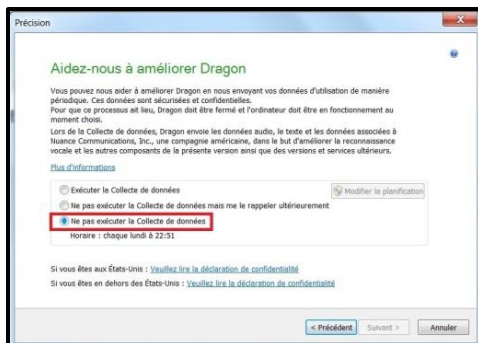 Précision
Aidez-nous à améliorer Dragon
Vous pouvez nous aider à améliorer Dragon en nous envoyant vos données d'utilisation de manière
périodique. Ces données sont sécurisées et confidentielles.
Pour que ce processus ait lieu, Dragon doit être fermé et l'ordinateur doit être en fonctionnement au
moment choisi.
Lors de la Collecte de données, Dragon envoie les données audio, le texte et les données associées à
Nuance Communications, Inc., une compagnie américaine, dans le but d'améliorer la reconnaissance
vocale et les autres composants de la présente version ainsi que des versions et services ultérieurs.
Plus d'informations
Exécuter la Collecte de données
Modifier la planification
Ne pas exécuter la Collecte de données mais me le rappeler ultérieurement
Ne pas exécuter la Collecte de données
Horaire : chaque lundi à 22:51
Si vous êtes aux États-Unis : Veuillez lire la déclaration de confidentialité
Si vous êtes en dehors des États-Unis : Veuillez lire la déclaration de confidentialité
< Précédent
Suivant >
Annuler